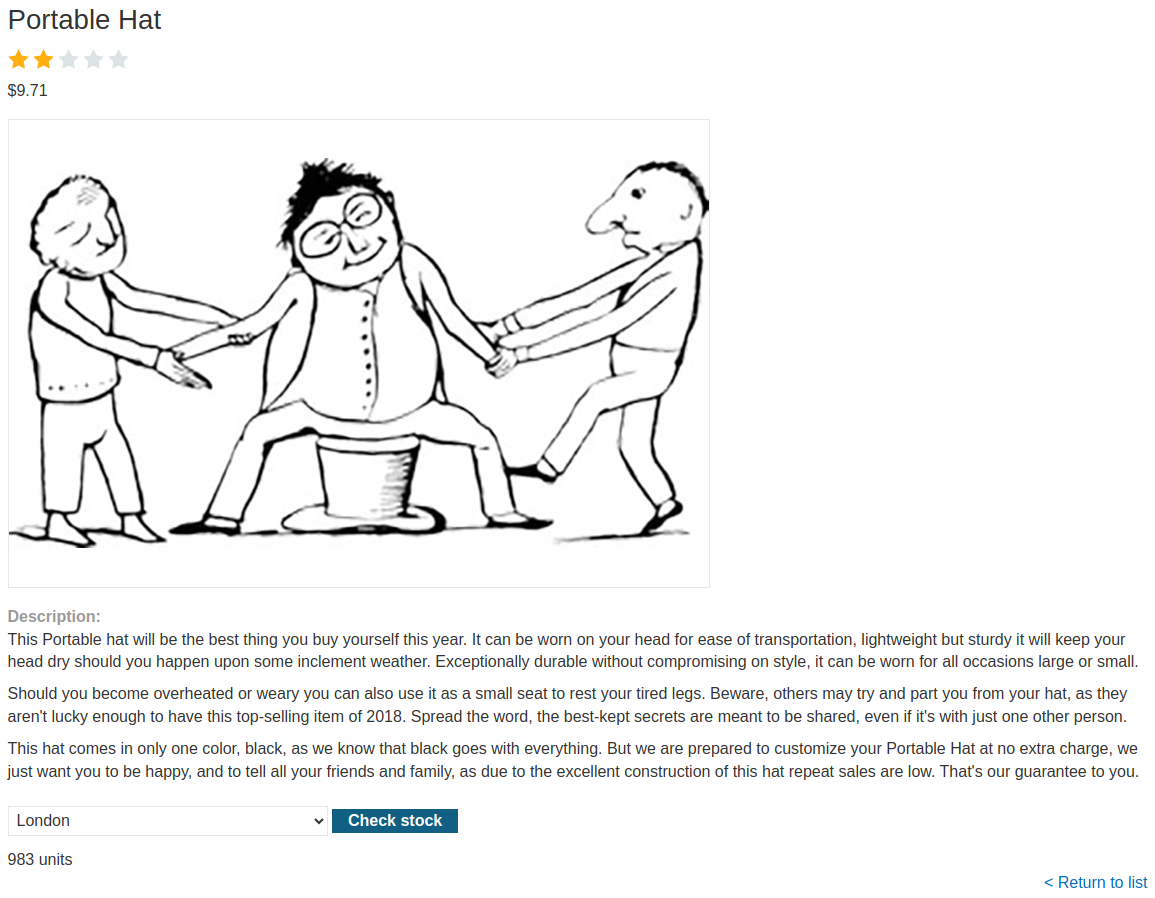 Portable Hat
$9.71
Description:
This Portable hat will be the best thing you buy yourself this year. It can be worn on your head for ease of transportation, lightweight but sturdy it will keep your
head dry should you happen upon some inclement weather. Exceptionally durable without compromising on style, it can be worn for all occasions large or small.
Should you become overheated or weary you can also use it as a small seat to rest your tired legs. Beware, others may try and part you from your hat, as they
aren't lucky enough to have this top-selling item of 2018. Spread the word, the best-kept secrets are meant to be shared, even if it's with just one other person.
This hat comes in only one color, black, as we know that black goes with everything. But we are prepared to customize your Portable Hat at no extra charge, we
just want you to be happy, and to tell all your friends and family, as due to the excellent construction of this hat repeat sales are low. That's our guarantee to you.
London
Check stock
983 units
< Return to list